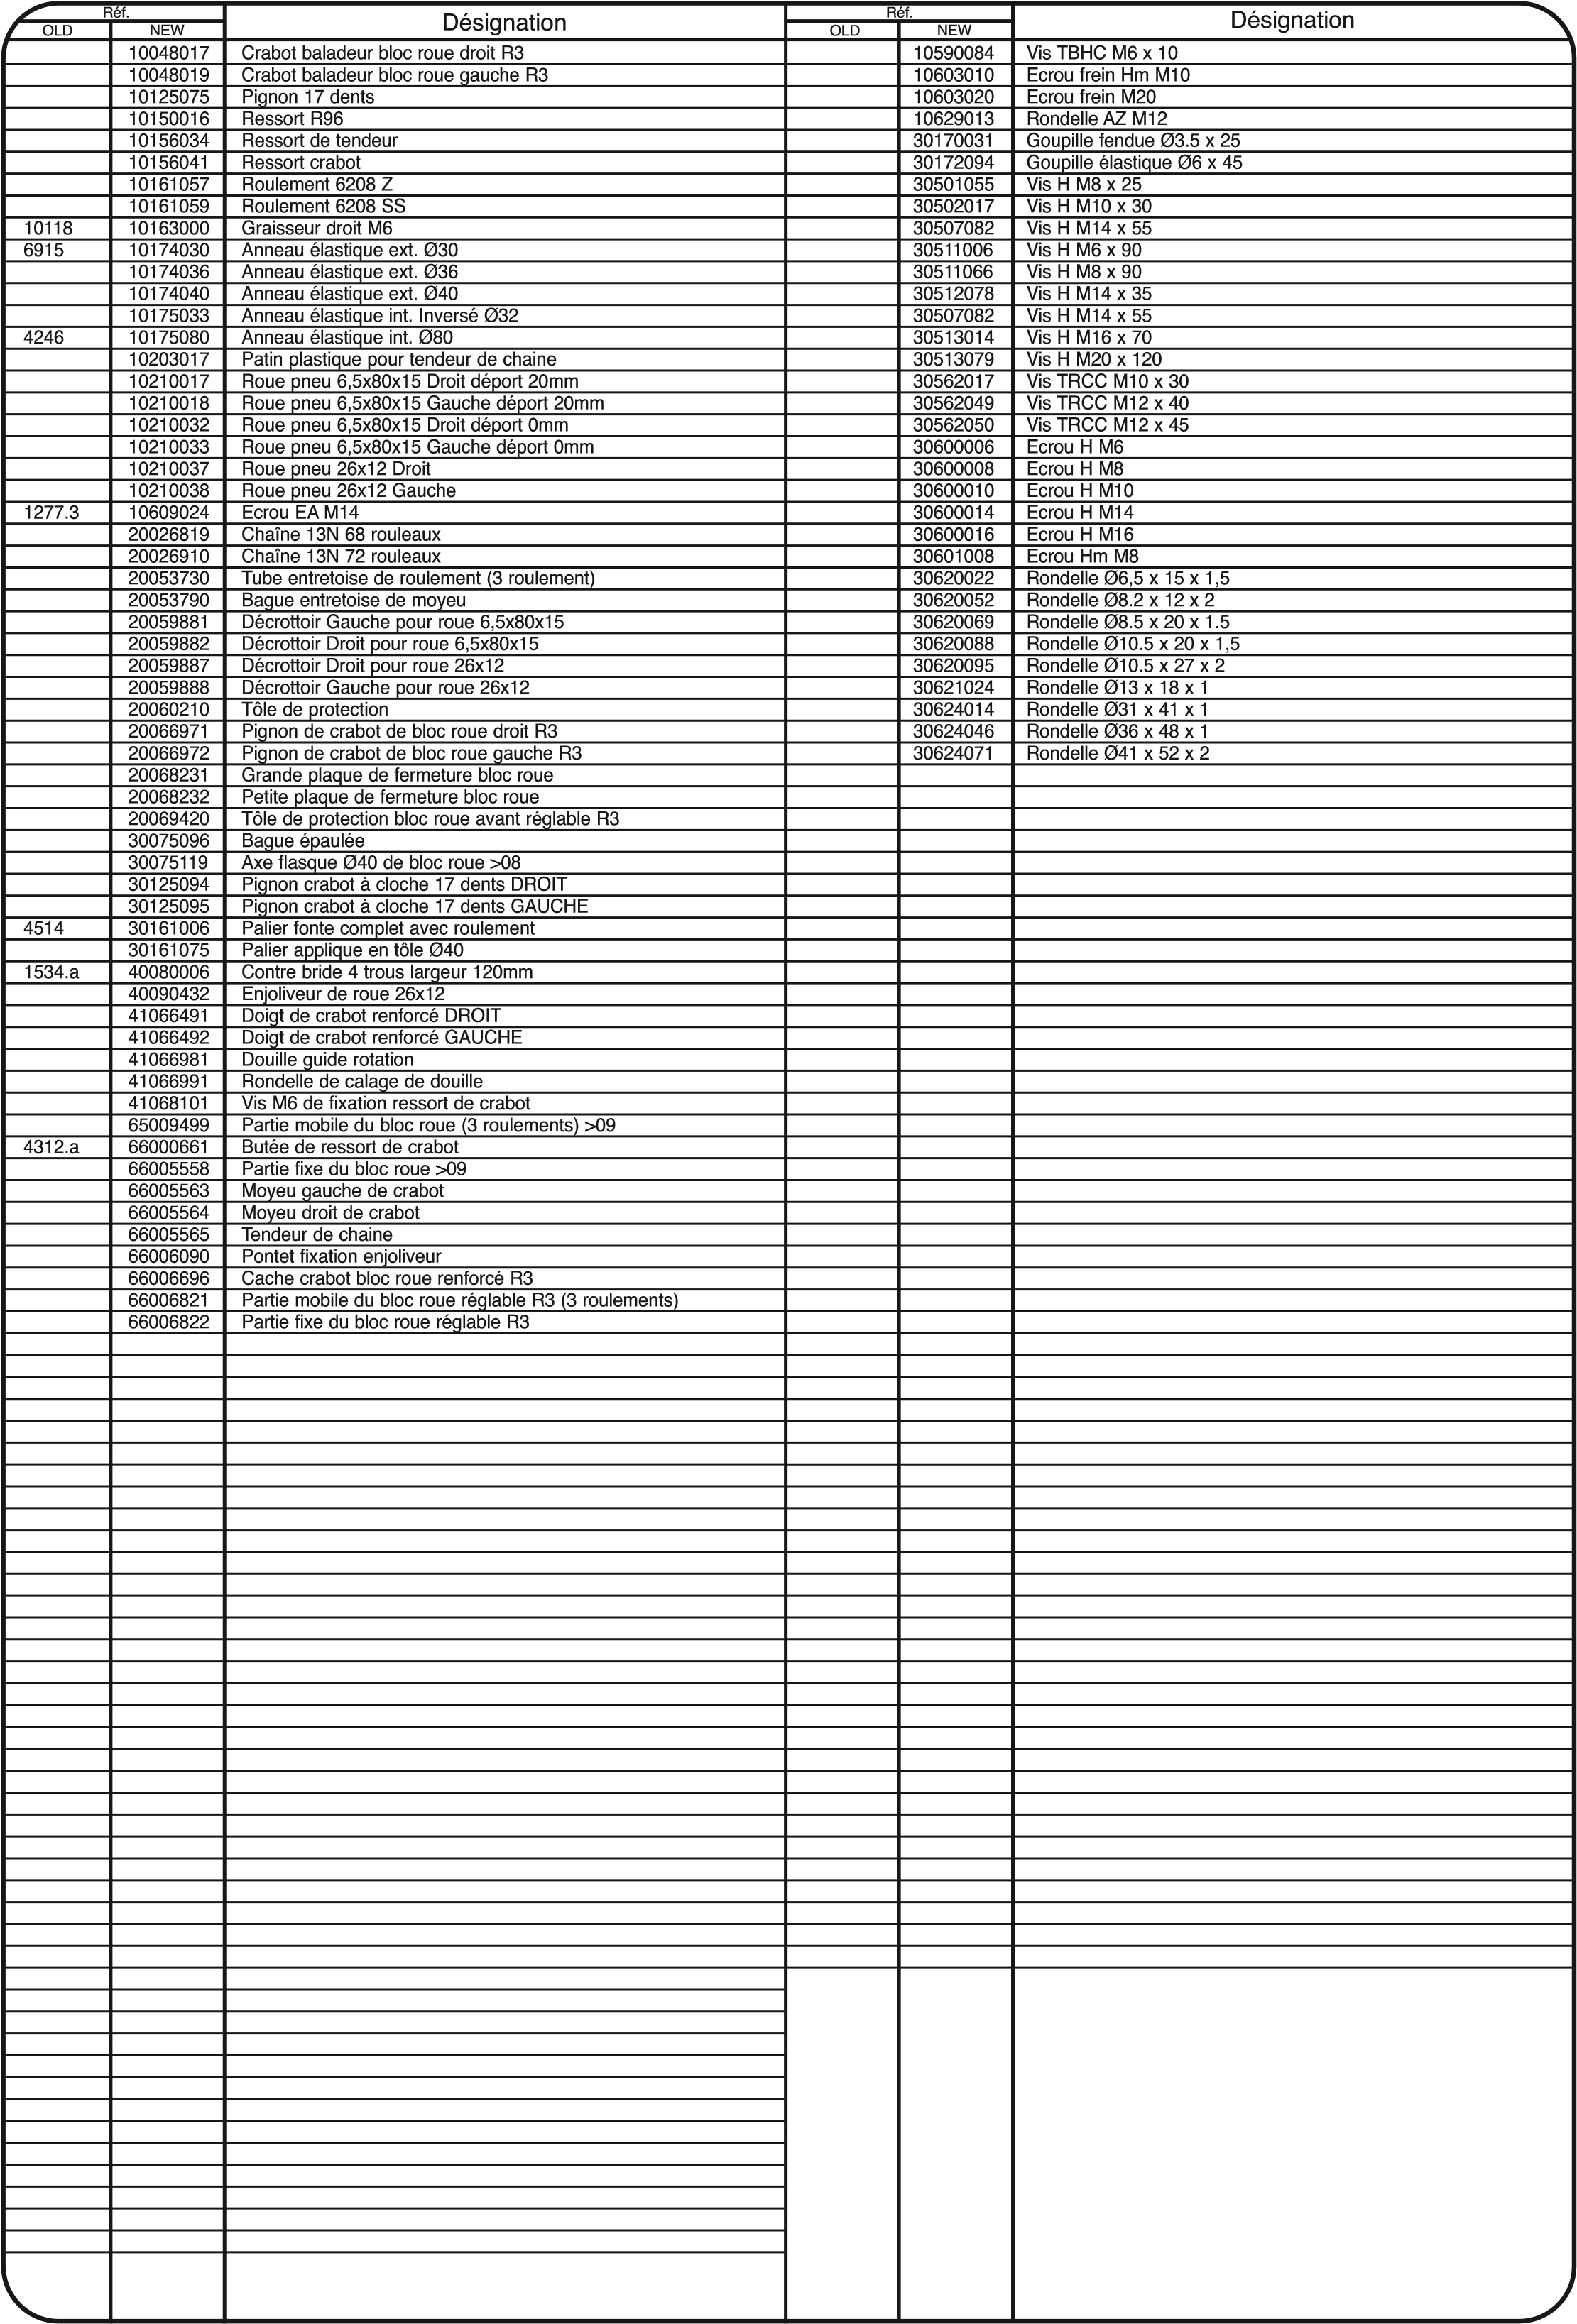 Réf. Désignation
OLD NEW
10048017 Crabot baladeur bloc roue droit R3
10048019 Crabot baladeur bloc roue gauche R3
10125075 Pignon 17 dents
10150016 Ressort R96
10156034 Ressort de tendeur
10156041 Ressort crabot
10161057 Roulement 6208 Z
10161059 Roulement 6208 SS
10118 10163000 Graisseur droit M6
6915 10174030 Anneau élastique ext. Ø30
10174036 Anneau élastique ext. Ø36
10174040 Anneau élastique ext. Ø40
10175033 Anneau élastique int. Inversé Ø32
4246 10175080 Anneau élastique int. Ø80
10203017 Patin plastique pour tendeur de chaine
10210017 Roue pneu 6,5x80x15 Droit déport 20mm
10210018 Roue pneu 6,5x80x15 Gauche déport 20mm
10210032 Roue pneu 6,5x80x15 Droit déport 0mm
10210033 Roue pneu 6,5x80x15 Gauche déport 0mm
10210037 Roue pneu 26x12 Droit
10210038 Roue pneu 26x12 Gauche
1277.3 10609024 Ecrou EA M14
20026819 Chaîne 13N 68 rouleaux
20026910 Chaîne 13N 72 rouleaux
20053730 Tube entretoise de roulement (3 roulement)
20053790 Bague entretoise de moyeu
20059881 Décrottoir Gauche pour roue 6,5x80x15
20059882 Décrottoir Droit pour roue 6,5x80x15
20059887 Décrottoir Droit pour roue 26x12
20059888 Décrottoir Gauche pour roue 26x12
20060210 Tôle de protection
20066971 Pignon de crabot de bloc roue droit R3
20066972 Pignon de crabot de bloc roue gauche R3
20068231 Grande plaque de fermeture bloc roue
20068232 Petite plaque de fermeture bloc roue
20069420 Tôle de protection bloc roue avant réglable R3
30075096 Bague épaulée
30075119 Axe flasque Ø40 de bloc roue >08
30125094 Pignon crabot à cloche 17 dents DROIT
30125095 Pignon crabot à cloche 17 dents GAUCHE
4514 30161006 Palier fonte complet avec roulement
30161075 Palier applique en tôle Ø40
1534.a 40080006 Contre bride 4 trous largeur 120mm
40090432 Enjoliveur de roue 26x12
41066491 Doigt de crabot renforcé DROIT
41066492 Doigt de crabot renforcé GAUCHE
41066981 Douille guide rotation
41066991 Rondelle de calage de douille
41068101 Vis M6 de fixation ressort de crabot
65009499 Partie mobile du bloc roue (3 roulements) >09
4312.a 66000661 Butée de ressort de crabot
66005558 Partie fixe du bloc roue >09
66005563 Moyeu gauche de crabot
66005564 Moyeu droit de crabot
66005565 Tendeur de chaine
66006090 Pontet fixation enjoliveur
66006696 Cache crabot bloc roue renforcé R3
66006821 Partie mobile du bloc roue réglable R3 (3 roulements)
66006822 Partie fixe du bloc roue réglable R3
Réf. Désignation
OLD NEW
10590084 Vis TBHC M6 x 10
10603010 Ecrou frein Hm M10
10603020 Ecrou frein M20
10629013 Rondelle AZ M12
30170031 Goupille fendue Ø3.5 x 25
30172094 Goupille élastique Ø6 x 45
30501055 Vis H M8 x 25
30502017 Vis H M10 x 30
30507082 Vis H M14 x 55
30511006 Vis H M6 x 90
30511066 Vis H M8 x 90
30512078 Vis H M14 x 35
30507082 Vis H M14 x 55
30513014 Vis H M16 x 70
30513079 Vis H M20 x 120
30562017 Vis TRCC M10 x 30
30562049 Vis TRCC M12 x 40
30562050 Vis TRCC M12 x 45
30600006 Ecrou H M6
30600008 Ecrou H M8
30600010 Ecrou H M10
30600014 Ecrou H M14
30600016 Ecrou H M16
30601008 Ecrou Hm M8
30620022 Rondelle Ø6,5 x 15 x 1,5
30620052 Rondelle Ø8.2 x 12 x 2
30620069 Rondelle Ø8.5 x 20 x 1.5
30620088 Rondelle Ø10.5 x 20 x 1,5
30620095 Rondelle Ø10.5 x 27 x 2
30621024 Rondelle Ø13 x 18 x 1
30624014 Rondelle Ø31 x 41 x 1
30624046 Rondelle Ø36 x 48 x 1
30624071 Rondelle Ø41 x 52 x 2